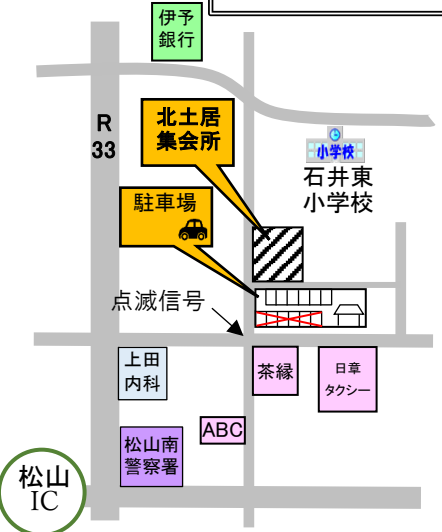 伊予
銀行
R
33
北土居
集会所
小学校
石井東
小学校
駐車場
点滅信号
上田
内科
茶縁
日章
タクシー
ABC
松山南
警察署
松山
IC